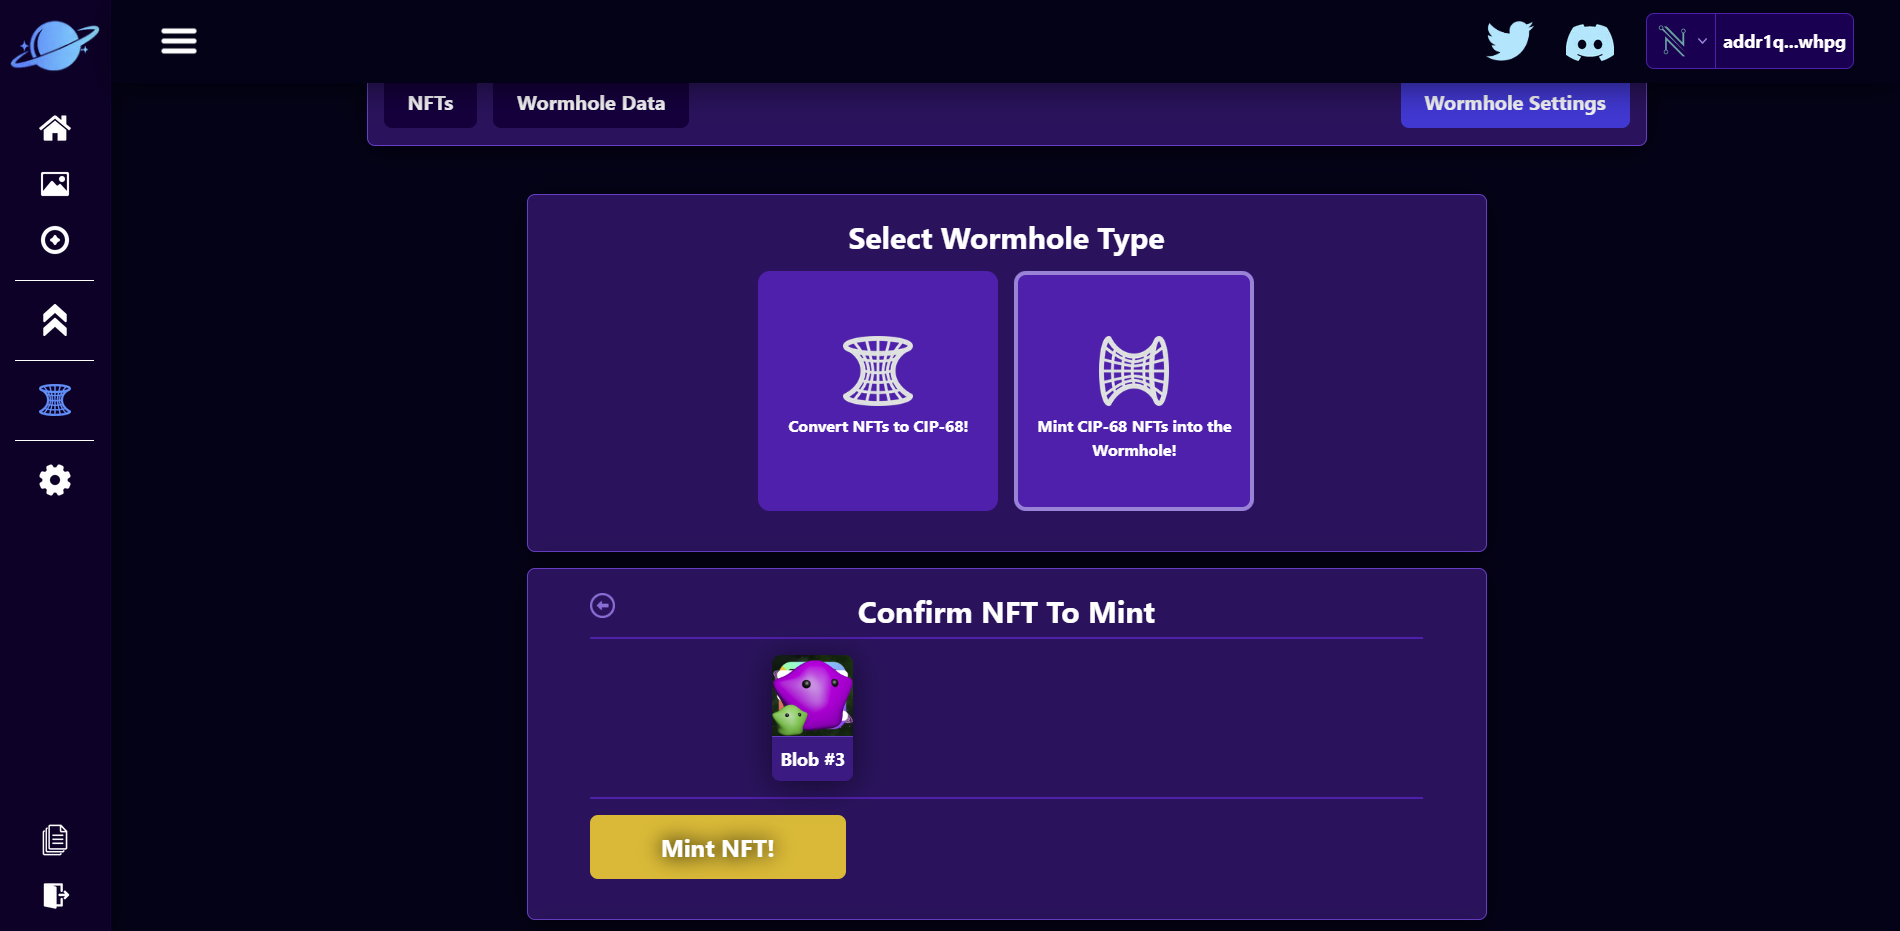 addr1q...whpg
NFTs
Wormhole Data
Wormhole Settings
Select Wormhole Type
Convert NFTs to CIP-68!
Mint CIP-68 NFTs into the
Wormhole!
Confirm NFT To Mint
Blob #3
Mint NFT!